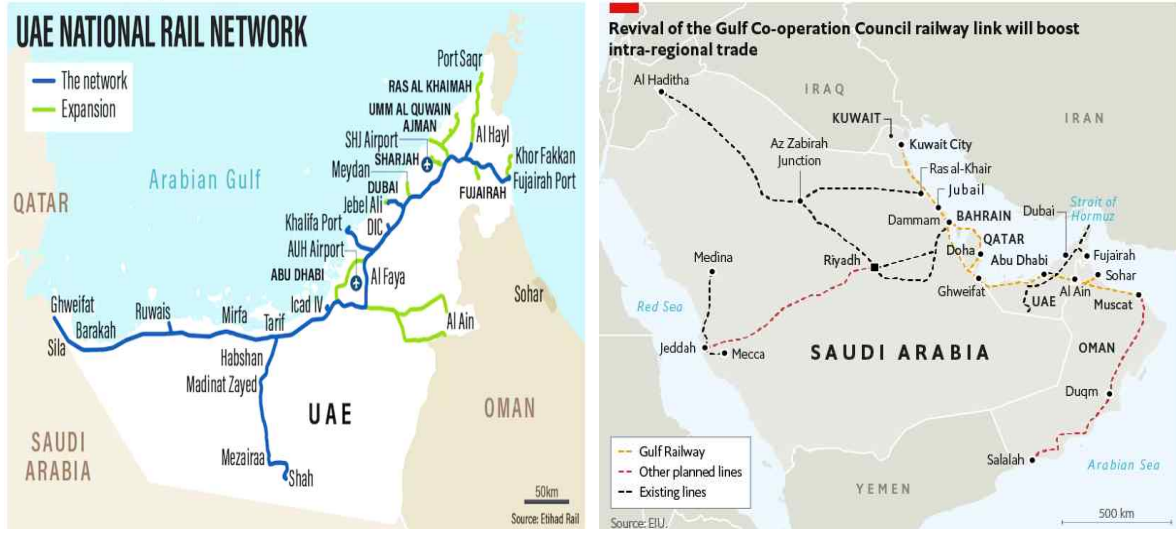 UAE NATIONAL RAIL NETWORK
The network
Expansion
Port Saqr
RAS AL KHAIMAH
UMM AL QUWAIN
AJMAN
SHJ Airport
SHARJAH
Al Hayl
Khor Fakkan
Fujairah Port
FUJAIRAH
Meydan
DUBAI
Jebel Ali
DIC
Khalifa Port
AUH Airport
ABU DHABI
Al Faya
Icad IV
Arabian Gulf
QATAR
Ghweifat
Sila
Barakah
Ruwais
Mirfa
Tarif
Habshan
Madinat Zayed
Mezairaa
Shah
Al Ain
Sohar
UAE
OMAN
SAUDI
ARABIA
50km
Source: Etihad Rail
Revival of the Gulf Co-operation Council railway link will boost
intra-regional trade
Al Haditha
IRAQ
IRAN
KUWAIT
Kuwait City
Az Zabirah
Junction
Ras al-Khair
Jubail
Dammam
BAHRAIN
Strait of
Hormuz
Dubai
QATAR
Doha
Abu Dhabi
Fujairah
Sohar
Medina
Riyadh
Ghweifat
UAE
Al Ain
Muscat
Red Sea
Jeddah
Mecca
SAUDI ARABIA
OMAN
Duqm
Salalah
Arabian Sea
YEMEN
Gulf Railway
Other planned lines
Existing lines
Source: EIU.
500 km